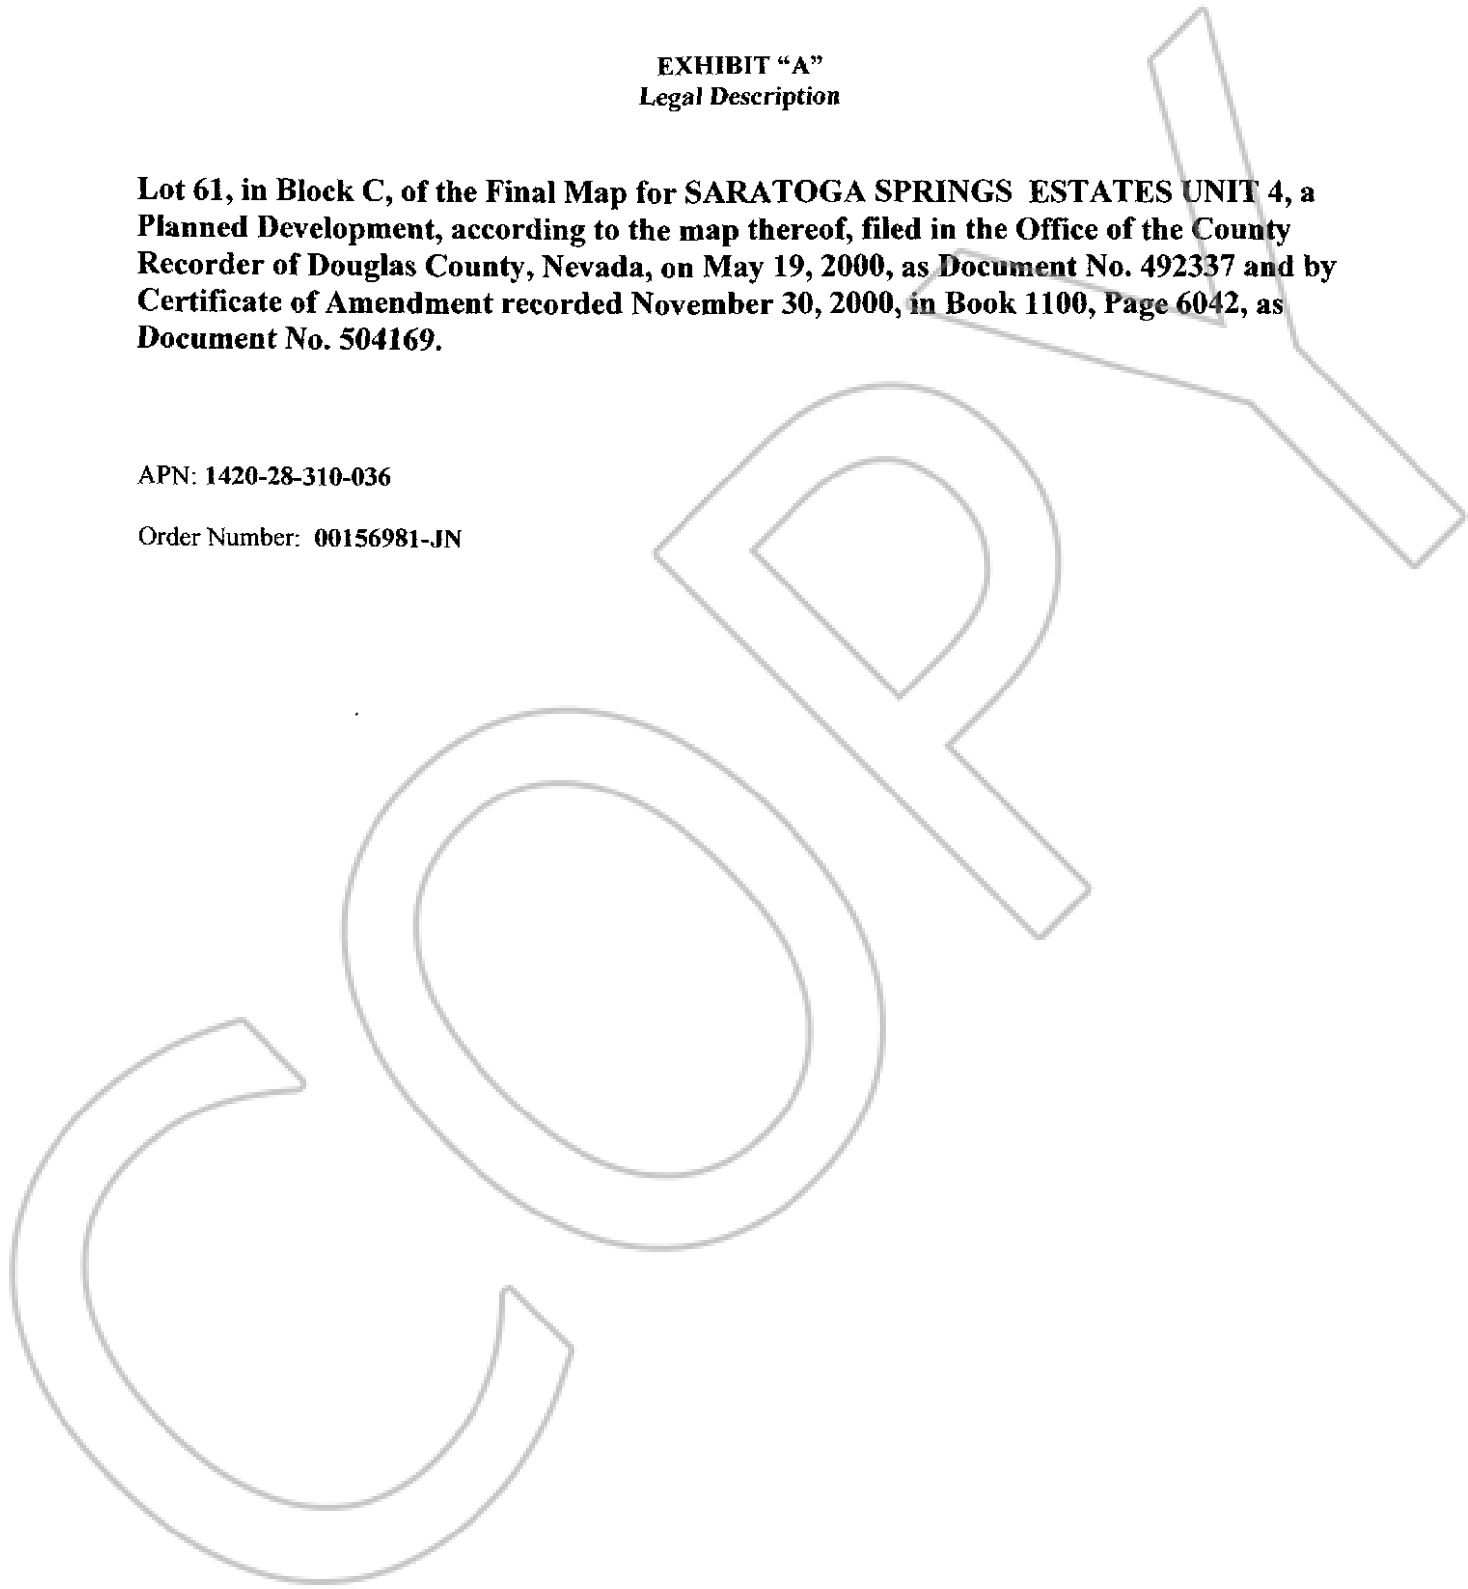 EXHIBIT “A”
Legal Description
Lot 61, in Block C, of the Final Map for SARATOGA SPRINGS ESTATES UNIT 4, a
Planned Development, according to the map thereof, filed in the Office of the County
Recorder of Douglas County, Nevada, on May 19, 2000, as Document No. 492337 and by
Certificate of Amendment recorded November 30, 2000, in Book 1100, Page 6042, as
Document No. 504169.
APN: 1420-28-310-036
Order Number: 00156981-JN
COPY